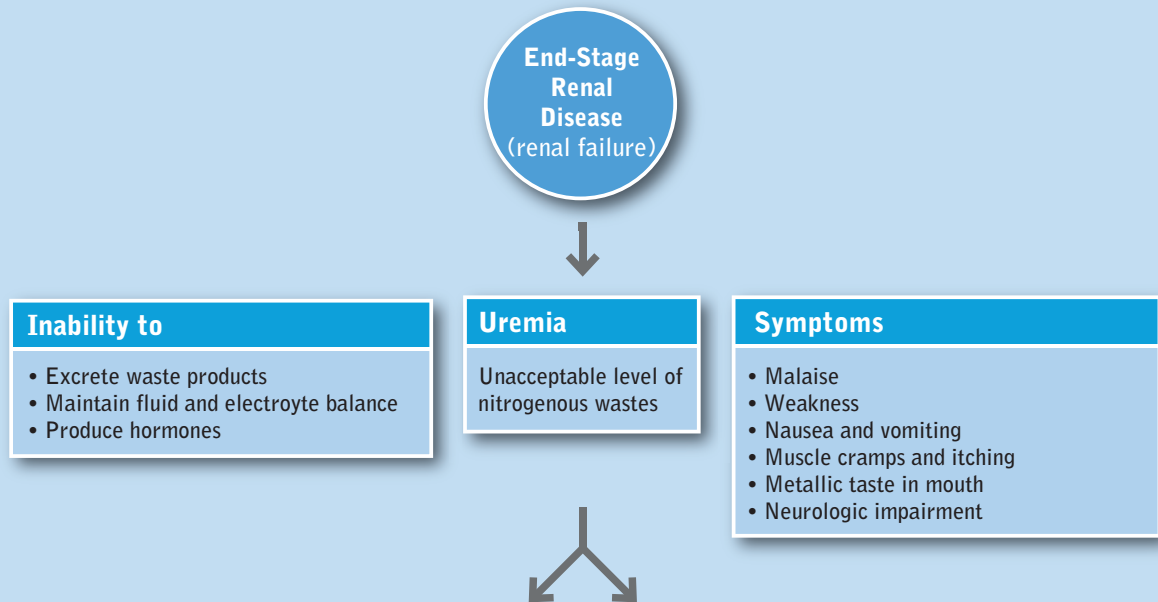 End-Stage
Renal
Disease
(renal failure)
Inability to
• Excrete waste products
• Maintain fluid and electroyte balance
• Produce hormones
Uremia
Unacceptable level of
nitrogenous wastes
Symptoms
• Malaise
• Weakness
• Nausea and vomiting
• Muscle cramps and itching
• Metallic taste in mouth
• Neurologic impairment